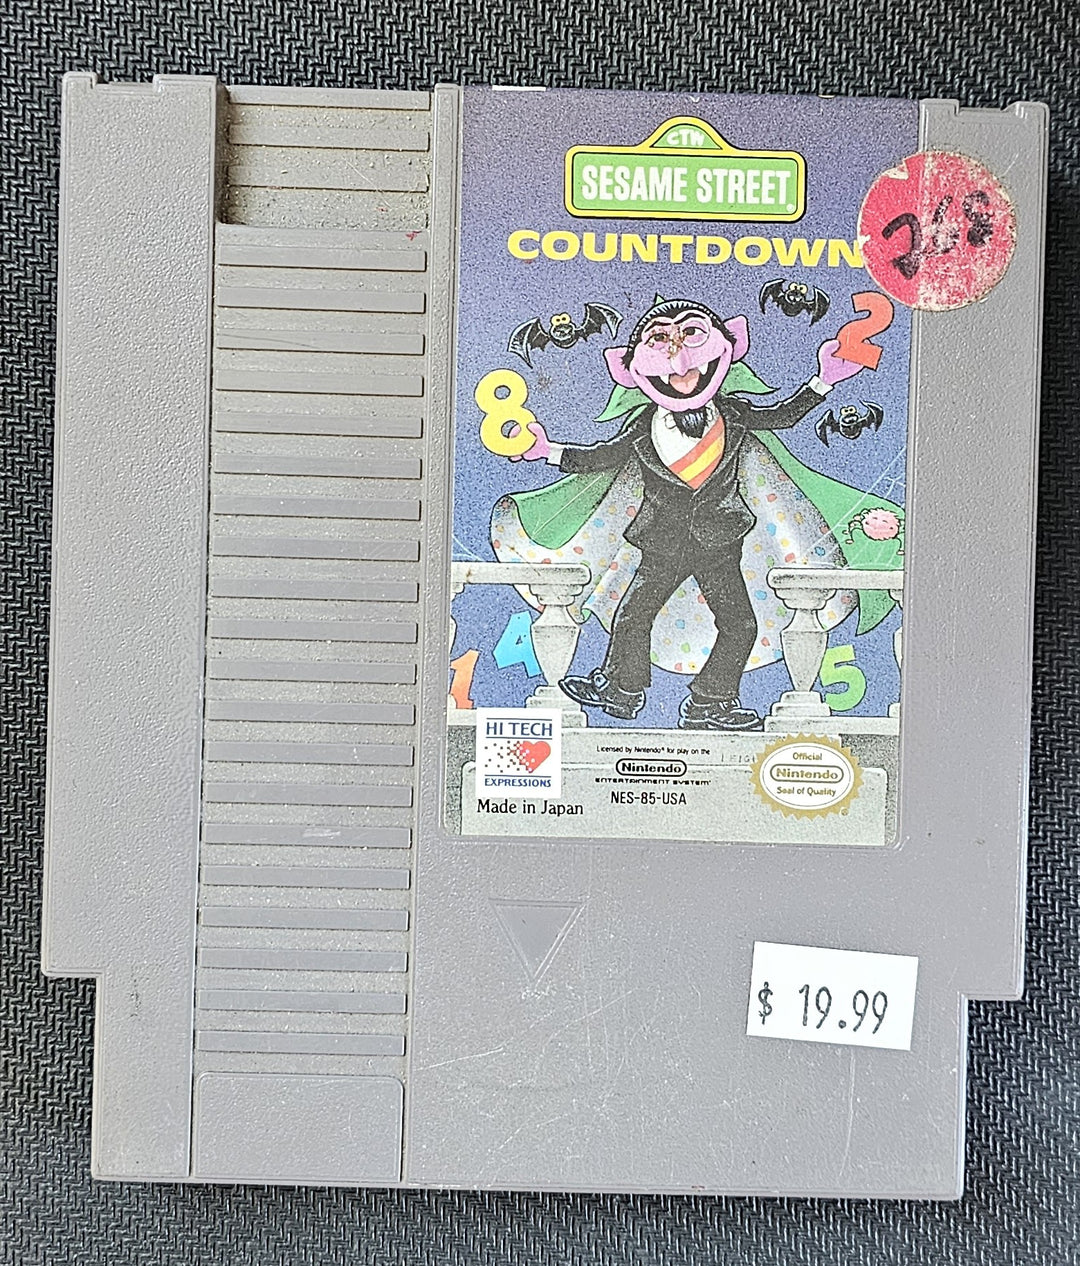 CTW
SESAME STREET
COUNTDOWN
268
2
8
4
1
5
HI TECH
EXPRESSIONS
Made in Japan
Licensed by Nintendo® for play on the
Nintendo
ENTERTAINMENT SYSTEM™
NES-85-USA
Official
Nintendo
Seal of Quality
$ 19.99